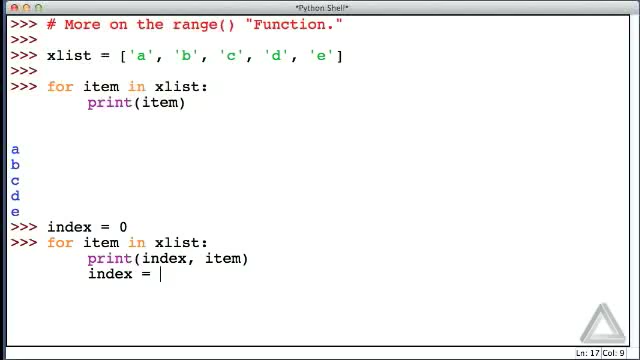 *Python Shell*
>>> # More on the range() "Function."
>>>
>>> xlist = ['a', 'b', 'c', 'd', 'e']
>>>
>>> for item in xlist:
print(item)
a
b
c
d
e
>>> index = 0
>>> for item in xlist:
print(index, item)
index =
Ln: 17 Col: 9